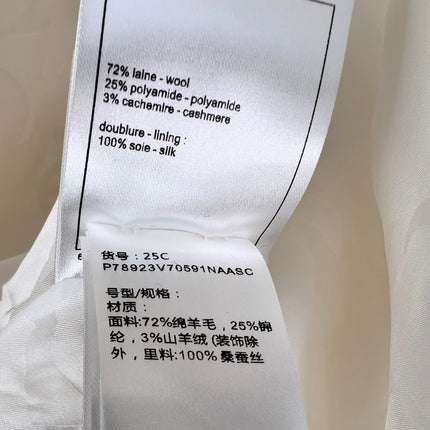 72% laine - wool
25% polyamide - polyamide
3% cachemire - cashmere
doublure - lining :
100% soie - silk
货号: 25C
P78923V70591NAASC
号型/规格:
材质:
面料:72%绵羊毛，25%锦
纶，3%山羊绒 (装饰除
外，里料:100% 桑蚕丝